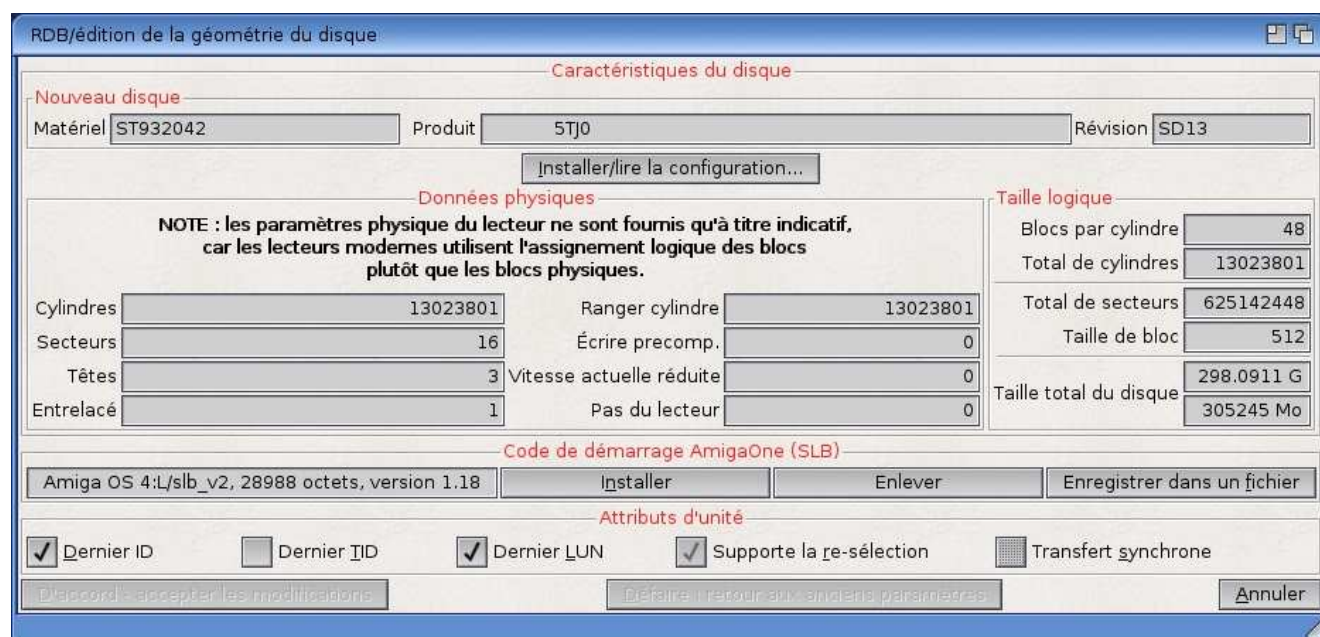 RDB/édition de la géométrie du disque
Caractéristiques du disque
Nouveau disque
Matériel ST932042 Produit 5TJ0 Révision SD13
Installer/lire la configuration...
Données physiques
NOTE : les paramètres physique du lecteur ne sont fournis qu'à titre indicatif,
car les lecteurs modernes utilisent l'assignement logique des blocs
plutôt que les blocs physiques.
Cylindres 13023801 Ranger cylindre 13023801
Secteurs 16 Écrire precomp. 0
Têtes 3 Vitesse actuelle réduite 0
Entrelacé 1 Pas du lecteur 0
Taille logique
Blocs par cylindre 48
Total de cylindres 13023801
Total de secteurs 625142448
Taille de bloc 512
Taille total du disque 298.0911 G
305245 Mo
Code de démarrage AmigaOne (SLB)
Amiga OS 4:L/slb_v2, 28988 octets, version 1.18 Installer Enlever Enregistrer dans un fichier
Attributs d'unité
Dernier ID Dernier TID Dernier LUN Supporte la re-sélection Transfert synchrone
D'accord - accepter les modifications Défaire : retour aux anciens paramètres Annuler